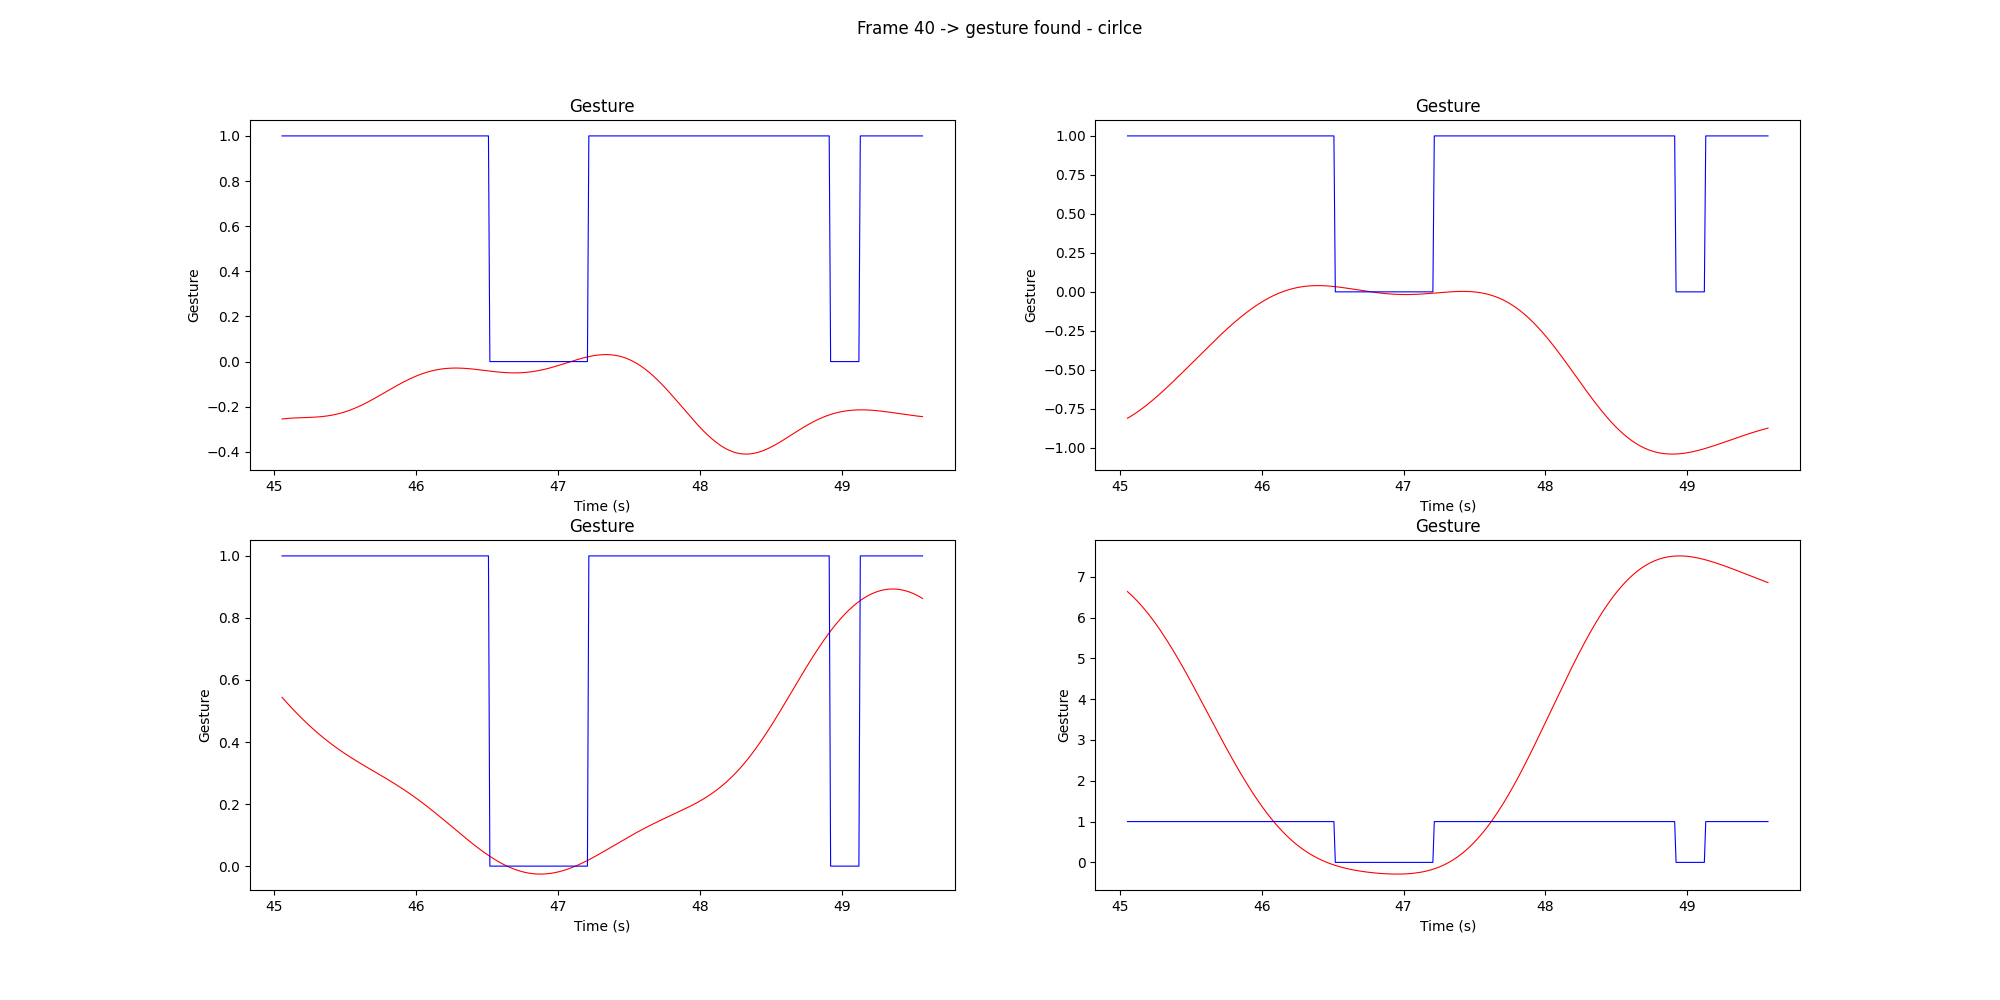 Frame 40 -> gesture found - cirlce
Gesture
1.0
0.8
0.6
0.4
0.2
0.0
−0.2
−0.4
Gesture
45 46 47 48 49
Time (s)
Gesture
1.00
0.75
0.50
0.25
0.00
−0.25
−0.50
−0.75
−1.00
Gesture
45 46 47 48 49
Time (s)
Gesture
1.0
0.8
0.6
0.4
0.2
0.0
Gesture
45 46 47 48 49
Time (s)
Gesture
7
6
5
4
3
2
1
0
Gesture
45 46 47 48 49
Time (s)